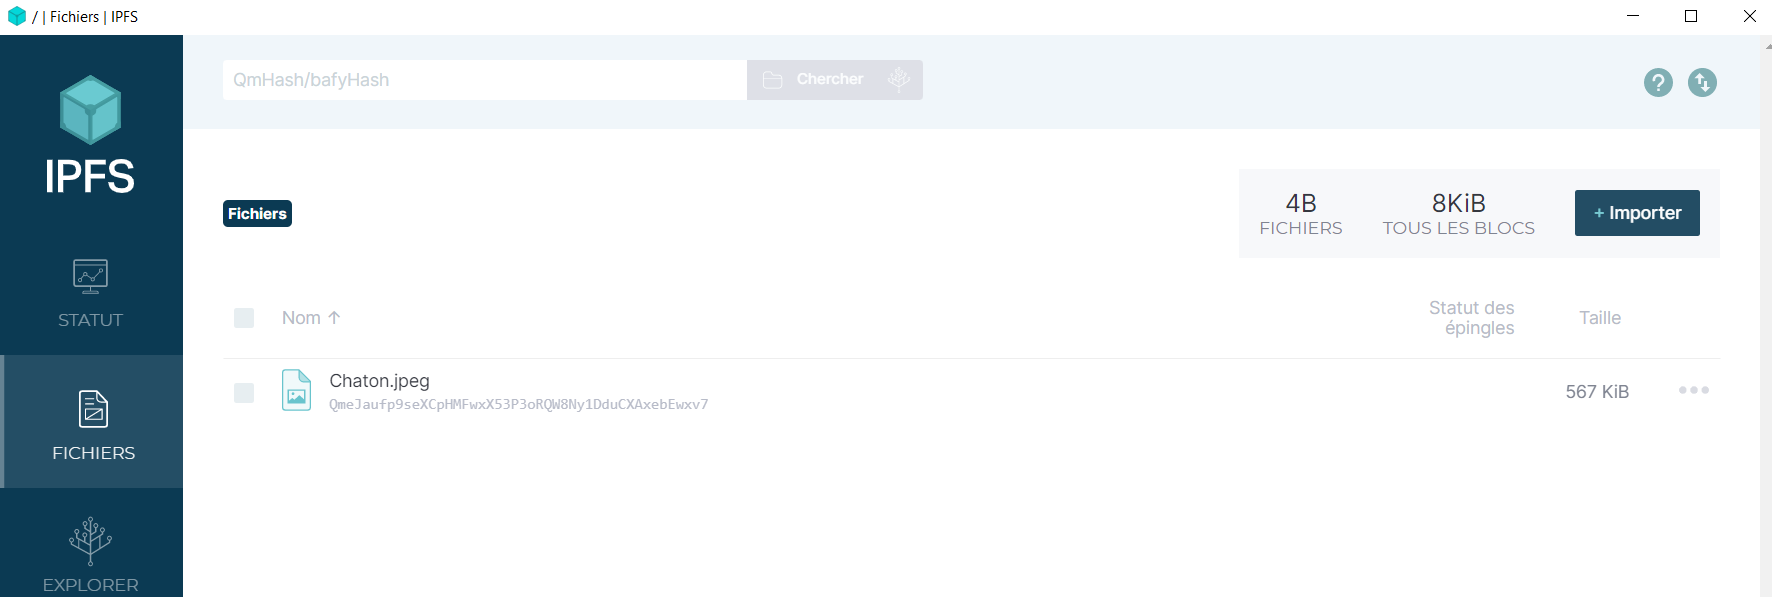 / | Fichiers | IPFS
QmHash/bafyHash
Chercher
IPFS
Fichiers
4B
FICHIERS
8KiB
TOUS LES BLOCS
+ Importer
STATUT
Nom ↑
Statut des
épingles
Taille
Chaton.jpeg
QmeJaufp9seXCpHMFwxX53P3oRQW8Ny1DduCXAxebEwxv7
567 KiB
FICHIERS
EXPLORER